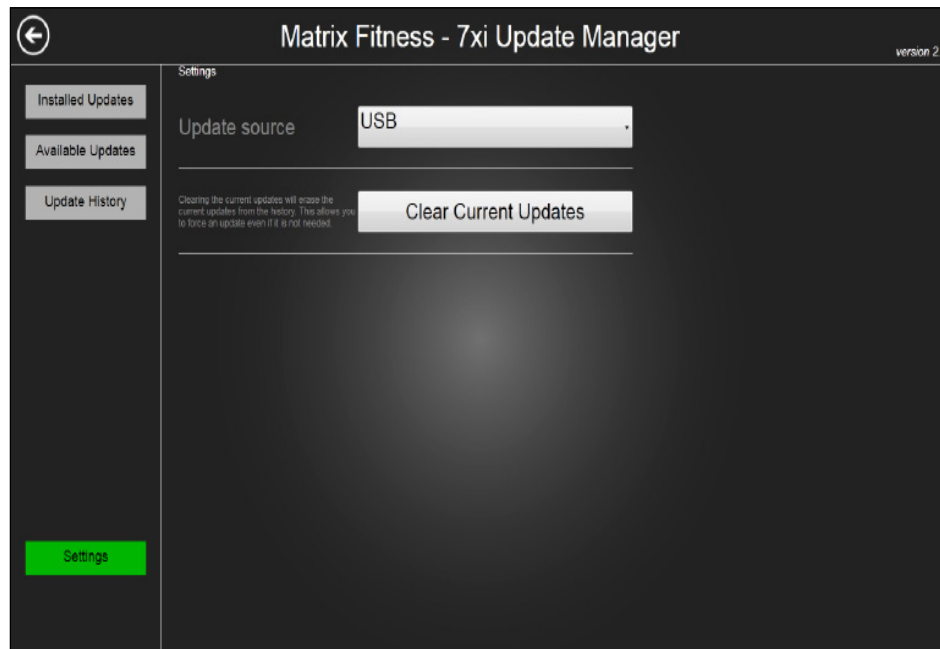 Matrix Fitness - 7xi Update Manager
version 2
Settings
Installed Updates
Available Updates
Update History
Update source
USB
Clearing the current updates will erase the
current updates from the history. This allows you
to force an update even if it is not needed.
Clear Current Updates
Settings